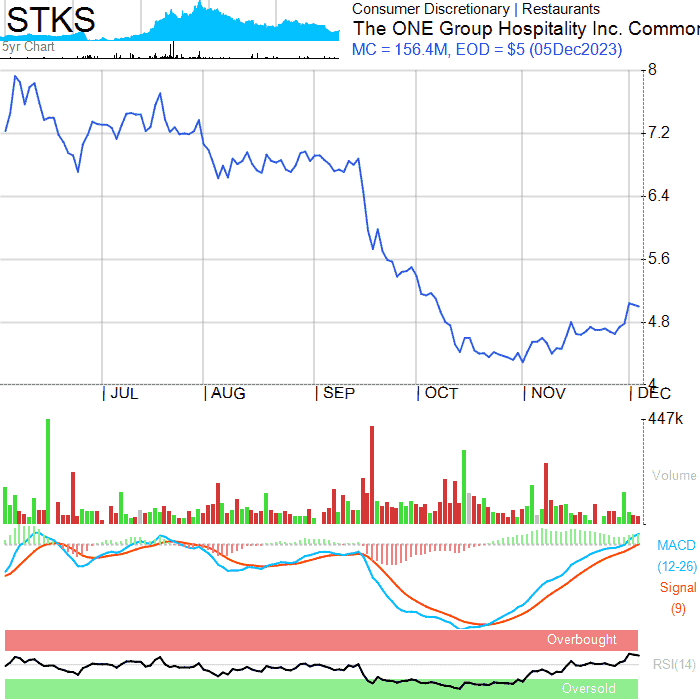 STKS
5yr Chart
Consumer Discretionary | Restaurants
The ONE Group Hospitality Inc. Common
MC = 156.4M, EOD = $5 (05Dec2023)
8
7.2
6.4
5.6
4.8
4
| JUL | AUG | SEP | OCT | NOV | DEC
447k
Volume
MACD
(12-26)
Signal
(9)
Overbought
RSI(14)
Oversold